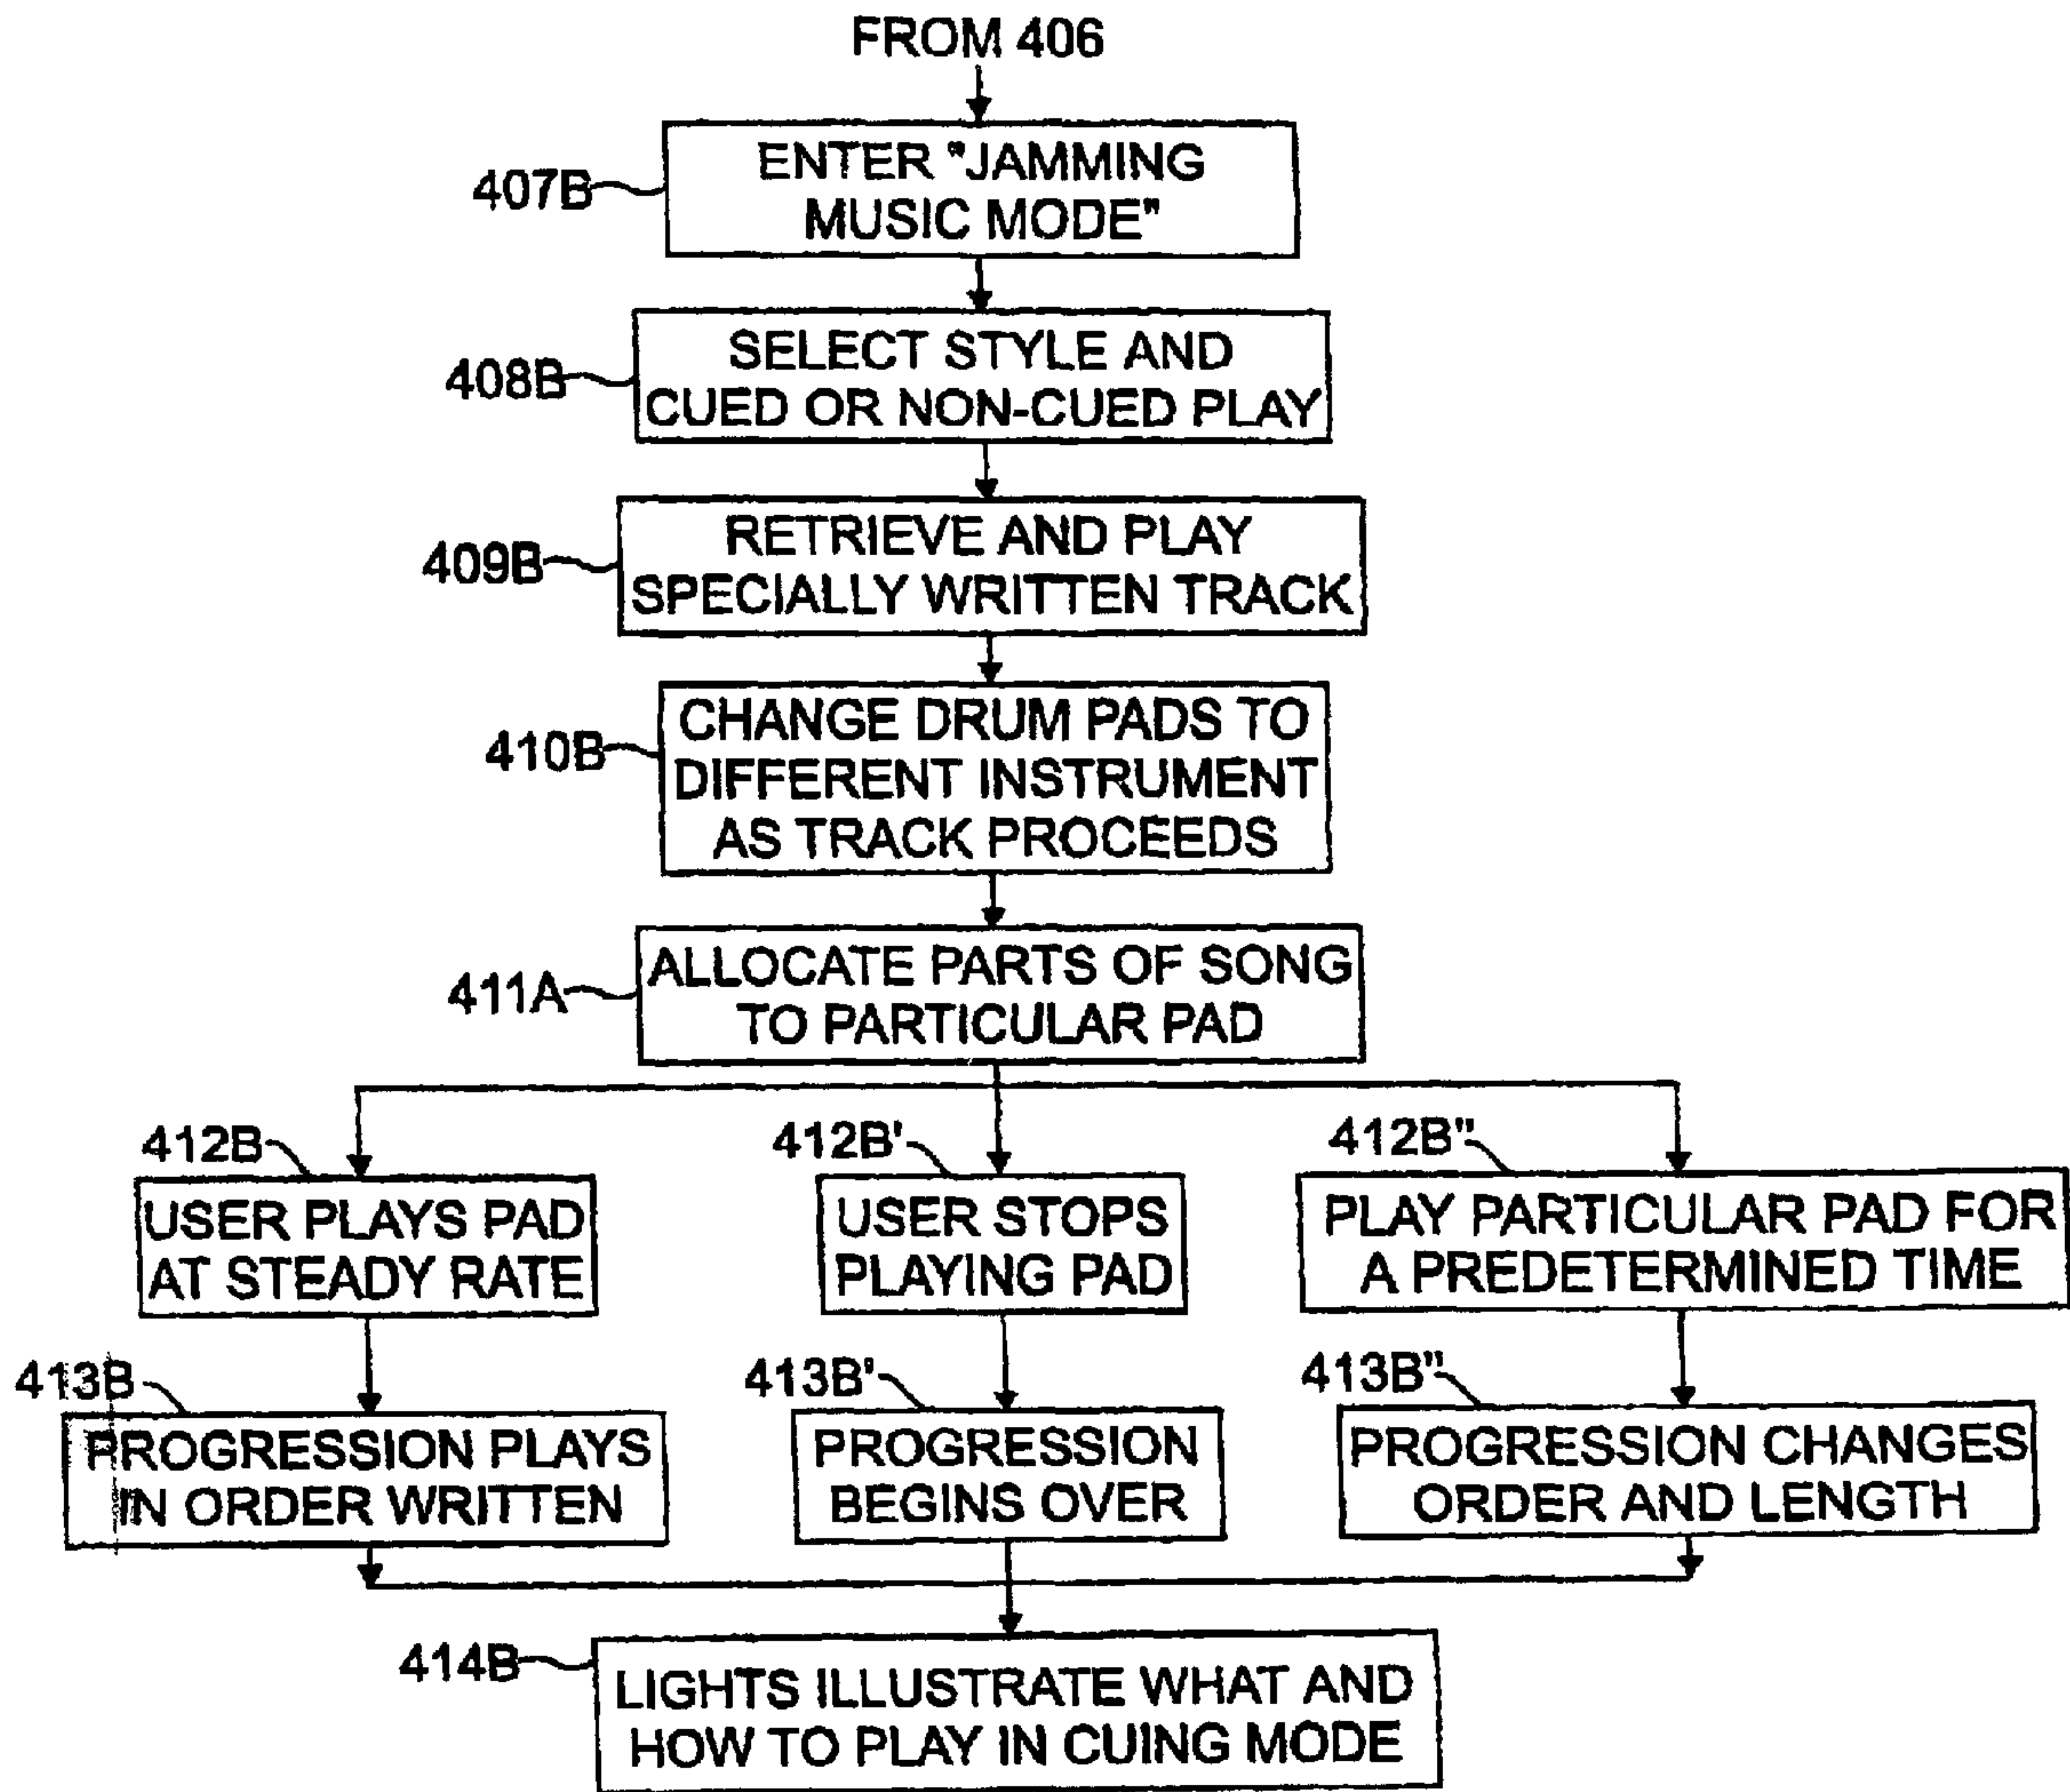 FROM 406
407B
ENTER "JAMMING
MUSIC MODE"
408B
SELECT STYLE AND
CUED OR NON-CUED PLAY
409B
RETRIEVE AND PLAY
SPECIALLY WRITTEN TRACK
410B
CHANGE DRUM PADS TO
DIFFERENT INSTRUMENT
AS TRACK PROCEEDS
411A
ALLOCATE PARTS OF SONG
TO PARTICULAR PAD
412B
USER PLAYS PAD
AT STEADY RATE
412B'
USER STOPS
PLAYING PAD
412B"
PLAY PARTICULAR PAD FOR
A PREDETERMINED TIME
413B
PROGRESSION PLAYS
IN ORDER WRITTEN
413B'
PROGRESSION
BEGINS OVER
413B"
PROGRESSION CHANGES
ORDER AND LENGTH
414B
LIGHTS ILLUSTRATE WHAT AND
HOW TO PLAY IN CUING MODE